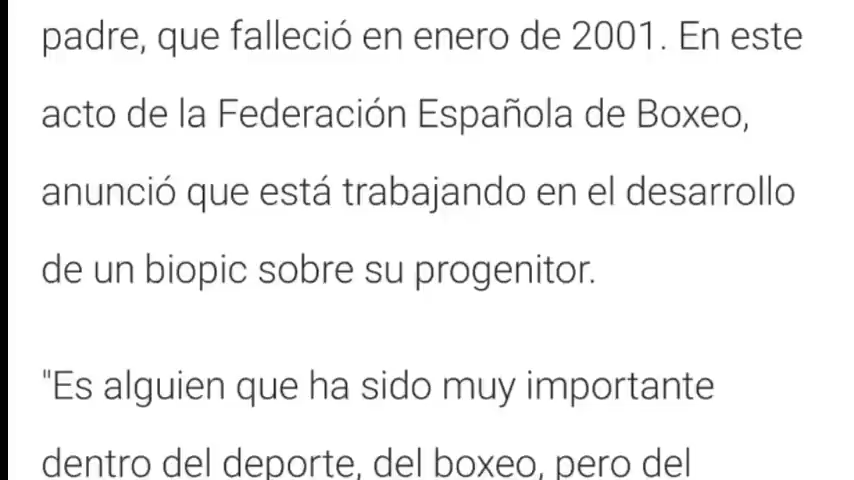 padre, que falleció en enero de 2001. En este
acto de la Federación Española de Boxeo,
anunció que está trabajando en el desarrollo
de un biopic sobre su progenitor.
"Es alguien que ha sido muy importante
dentro del deporte, del boxeo, pero del